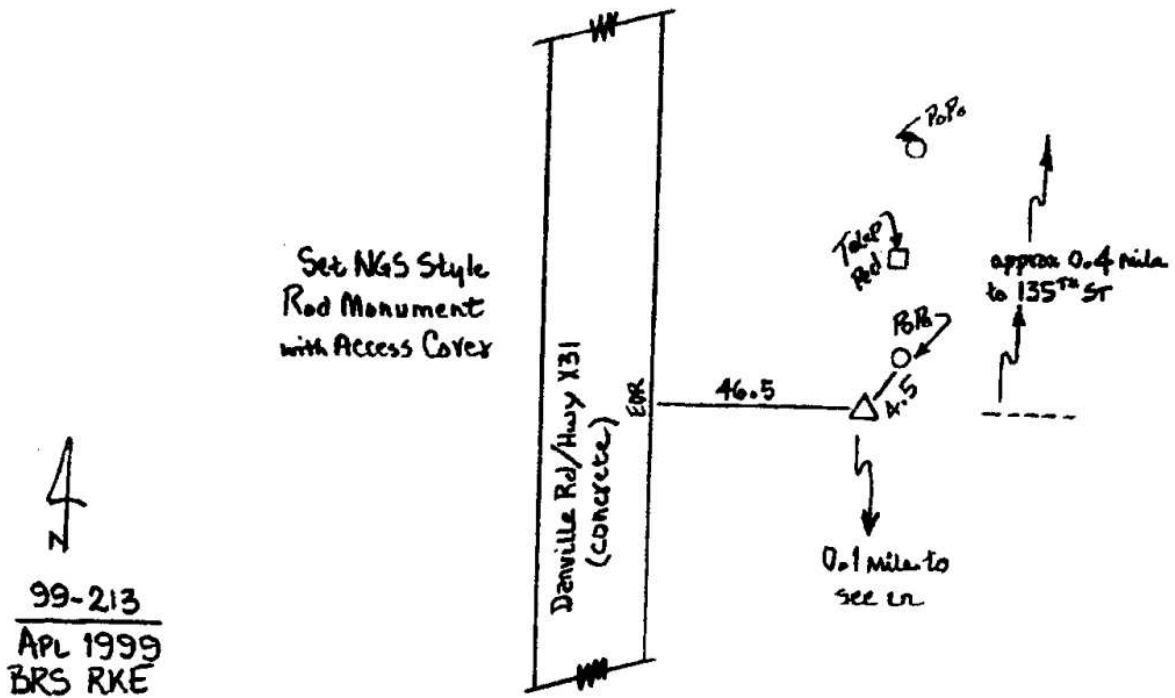 PoPo
Set NGS Style
Rod Monument
with Access Cover
Telep
Ped
approx 0.4 mile
to 135TH ST
PoPo
Danville Rd/Hwy X31
(concrete)
EOR
46.5
4.5
0.1 Mile to
see ln
N
99-213
APL 1999
BRS RKE